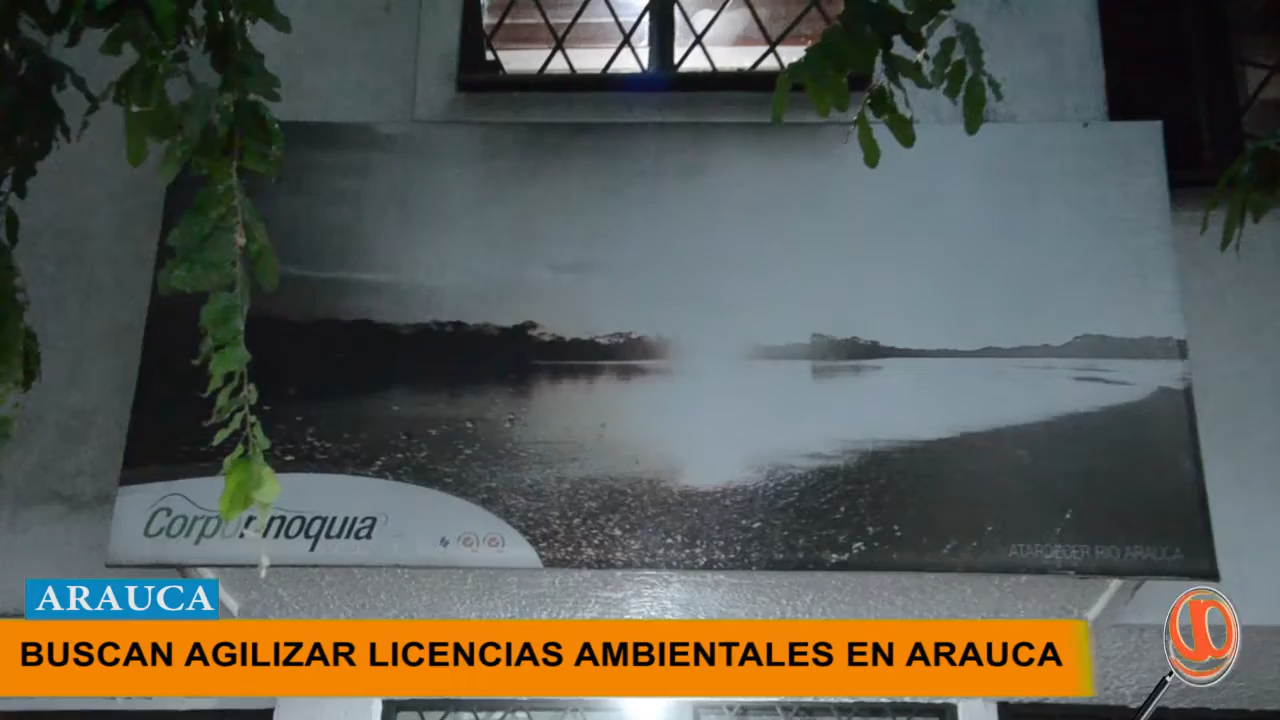 Corporinoquia
ATARDECER RIO ARAUCA
ARAUCA
BUSCAN AGILIZAR LICENCIAS AMBIENTALES EN ARAUCA